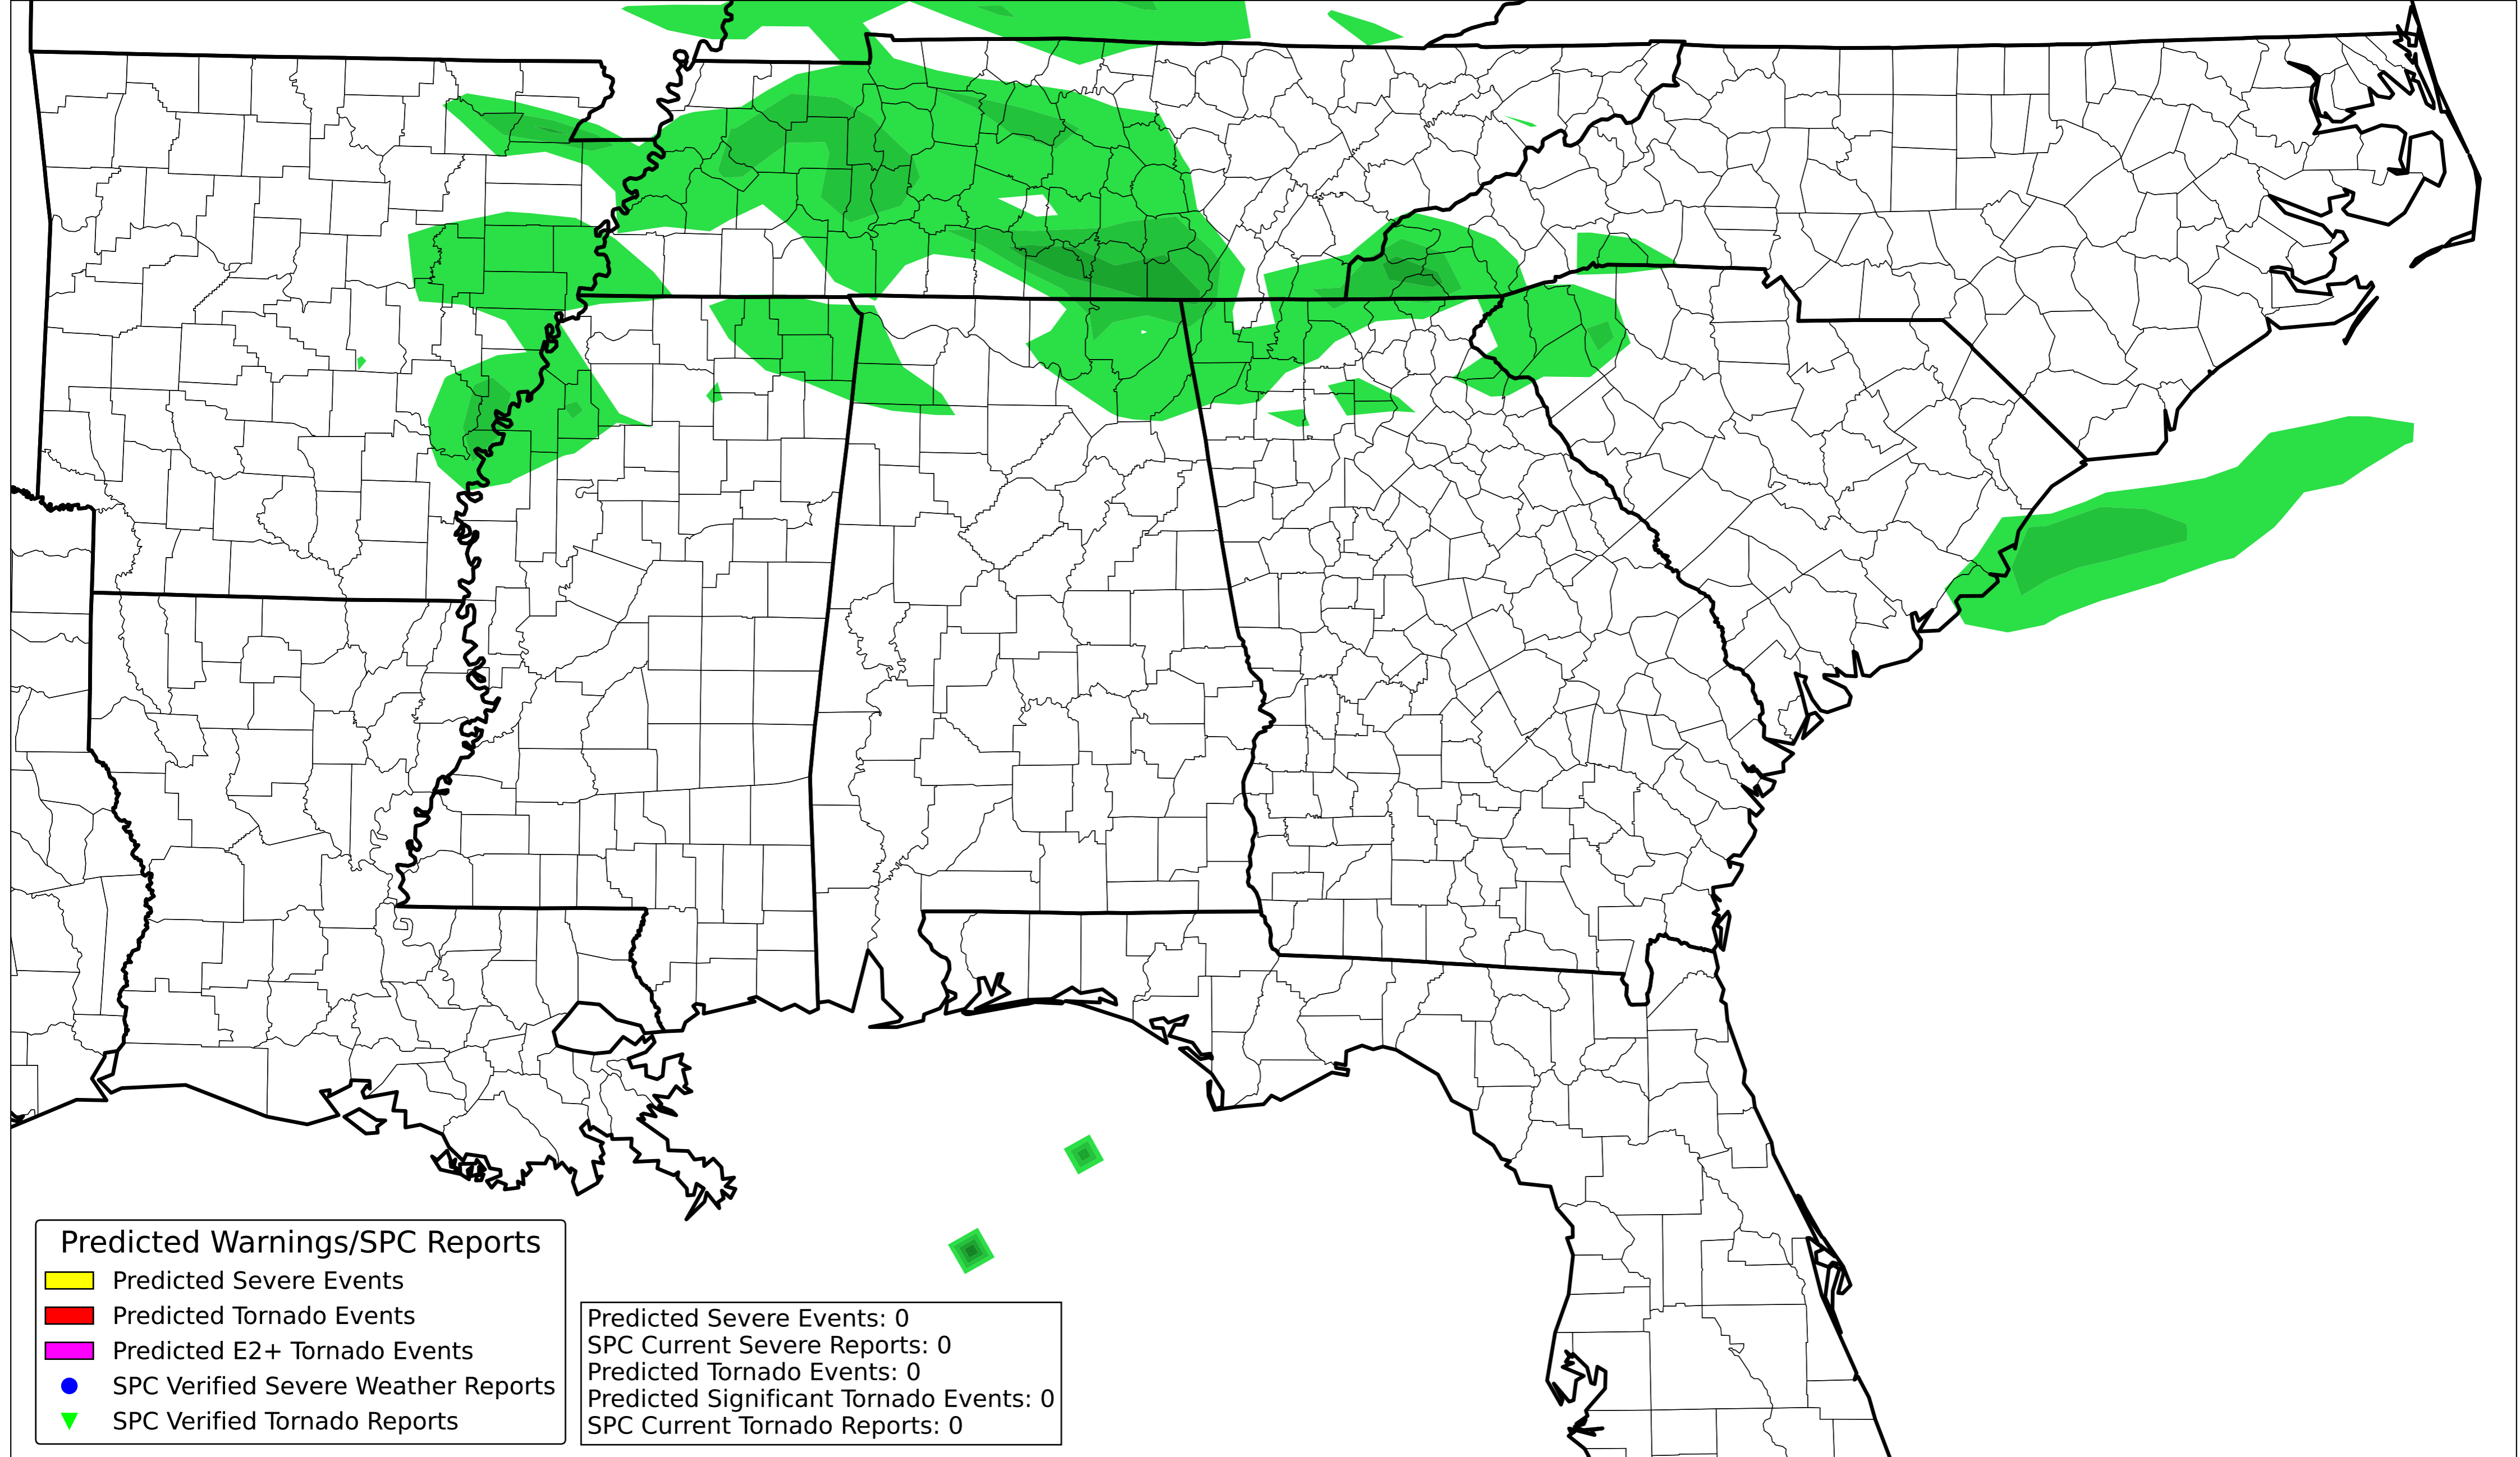 Predicted Warnings/SPC Reports
Predicted Severe Events
Predicted Tornado Events
Predicted E2+ Tornado Events
SPC Verified Severe Weather Reports
SPC Verified Tornado Reports
Predicted Severe Events: 0
SPC Current Severe Reports: 0
Predicted Tornado Events: 0
Predicted Significant Tornado Events: 0
SPC Current Tornado Reports: 0